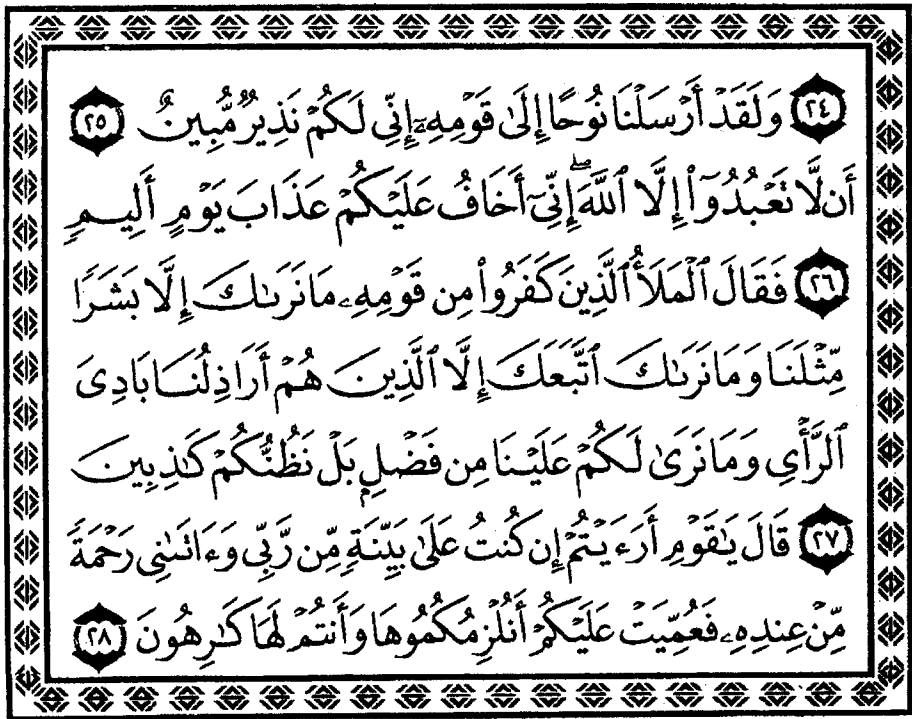 ٢٤ وَلَقَدْ أَرْسَلْنَا نُوحًا إِلَىٰ قَوْمِهِۦٓ إِنِّى لَكُمْ نَذِيرٌ مُّبِينٌ ٢٥
أَن لَّا تَعْبُدُوٓا۟ إِلَّا ٱللَّهَ ۖ إِنِّىٓ أَخَافُ عَلَيْكُمْ عَذَابَ يَوْمٍ أَلِيمٍ
٢٦ فَقَالَ ٱلْمَلَأُ ٱلَّذِينَ كَفَرُوا۟ مِن قَوْمِهِۦ مَا نَرَىٰكَ إِلَّا بَشَرًا
مِّثْلَنَا وَمَا نَرَىٰكَ ٱتَّبَعَكَ إِلَّا ٱلَّذِينَ هُمْ أَرَاذِلُنَا بَادِىَ
ٱلرَّأْىِ وَمَا نَرَىٰ لَكُمْ عَلَيْنَا مِن فَضْلٍۭ بَلْ نَظُنُّكُمْ كَـٰذِبِينَ
٢٧ قَالَ يَـٰقَوْمِ أَرَءَيْتُمْ إِن كُنتُ عَلَىٰ بَيِّنَةٍ مِّن رَّبِّى وَءَاتَىٰنِى رَحْمَةً
مِّنْ عِندِهِۦ فَعُمِّيَتْ عَلَيْكُمْ أَنُلْزِمُكُمُوهَا وَأَنتُمْ لَهَا كَـٰرِهُونَ ٢٨